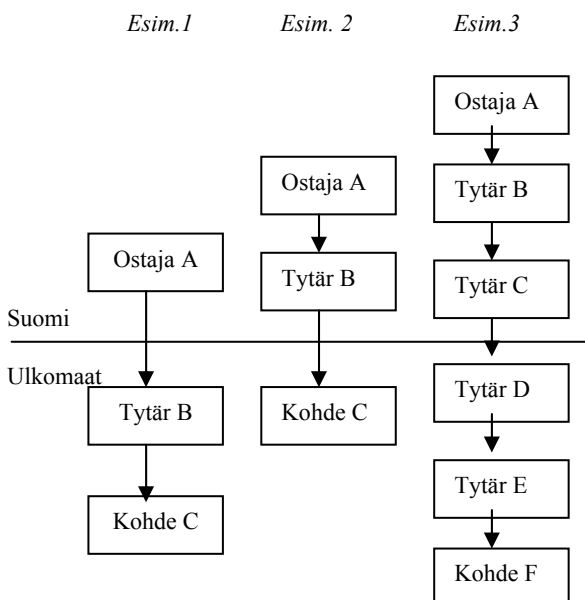 Esim.1 Esim. 2 Esim.3
Ostaja A
Ostaja A
Tytär B
Ostaja A
Tytär B
Tytär C
Suomi
Ulkomaat
Tytär B
Kohde C
Tytär D
Kohde C
Tytär E
Kohde F